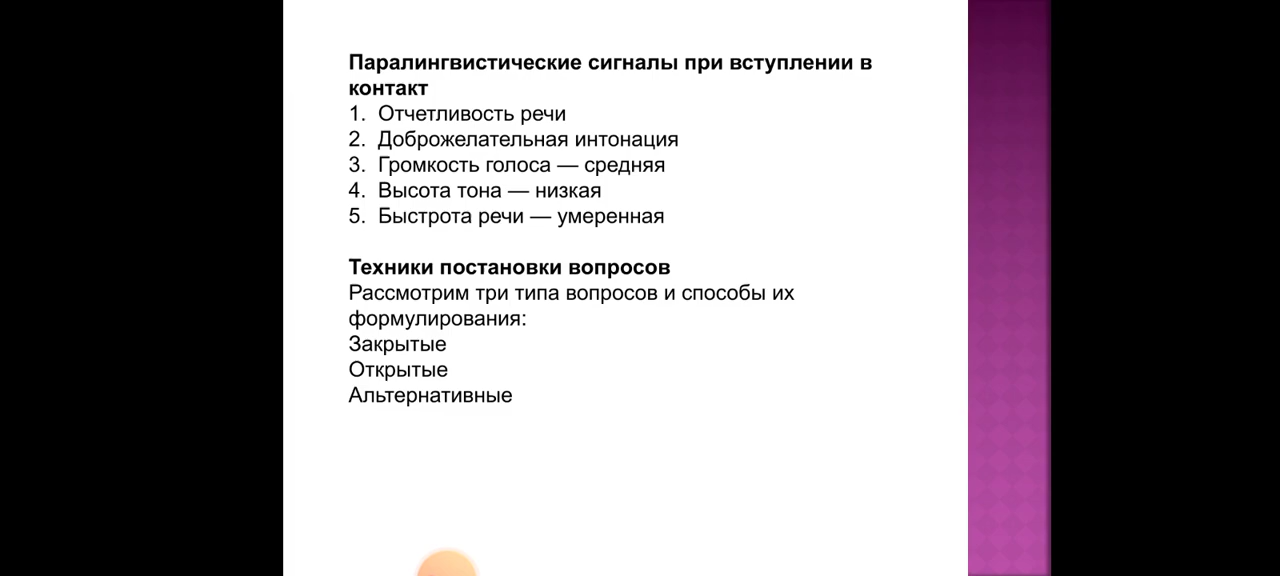 Паралингвистические сигналы при вступлении в
контакт
1. Отчетливость речи
2. Доброжелательная интонация
3. Громкость голоса — средняя
4. Высота тона — низкая
5. Быстрота речи — умеренная
Техники постановки вопросов
Рассмотрим три типа вопросов и способы их
формулирования:
Закрытые
Открытые
Альтернативные